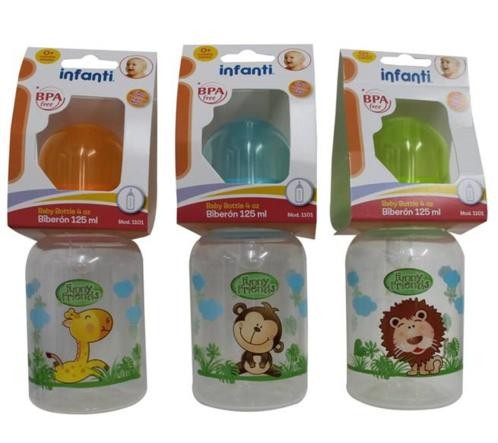 0+
infanti
BPA
free
Baby Bottle 4 oz
Biberón 125 ml
Mod. 1101
Funny
Friends
0+
infanti
BPA
free
Baby Bottle 4 oz
Biberón 125 ml
Mod. 1101
Funny
Friends
infanti
BPA
free
Baby Bottle 4 oz
Biberón 125 ml
Mod. 1101
Funny
Friends